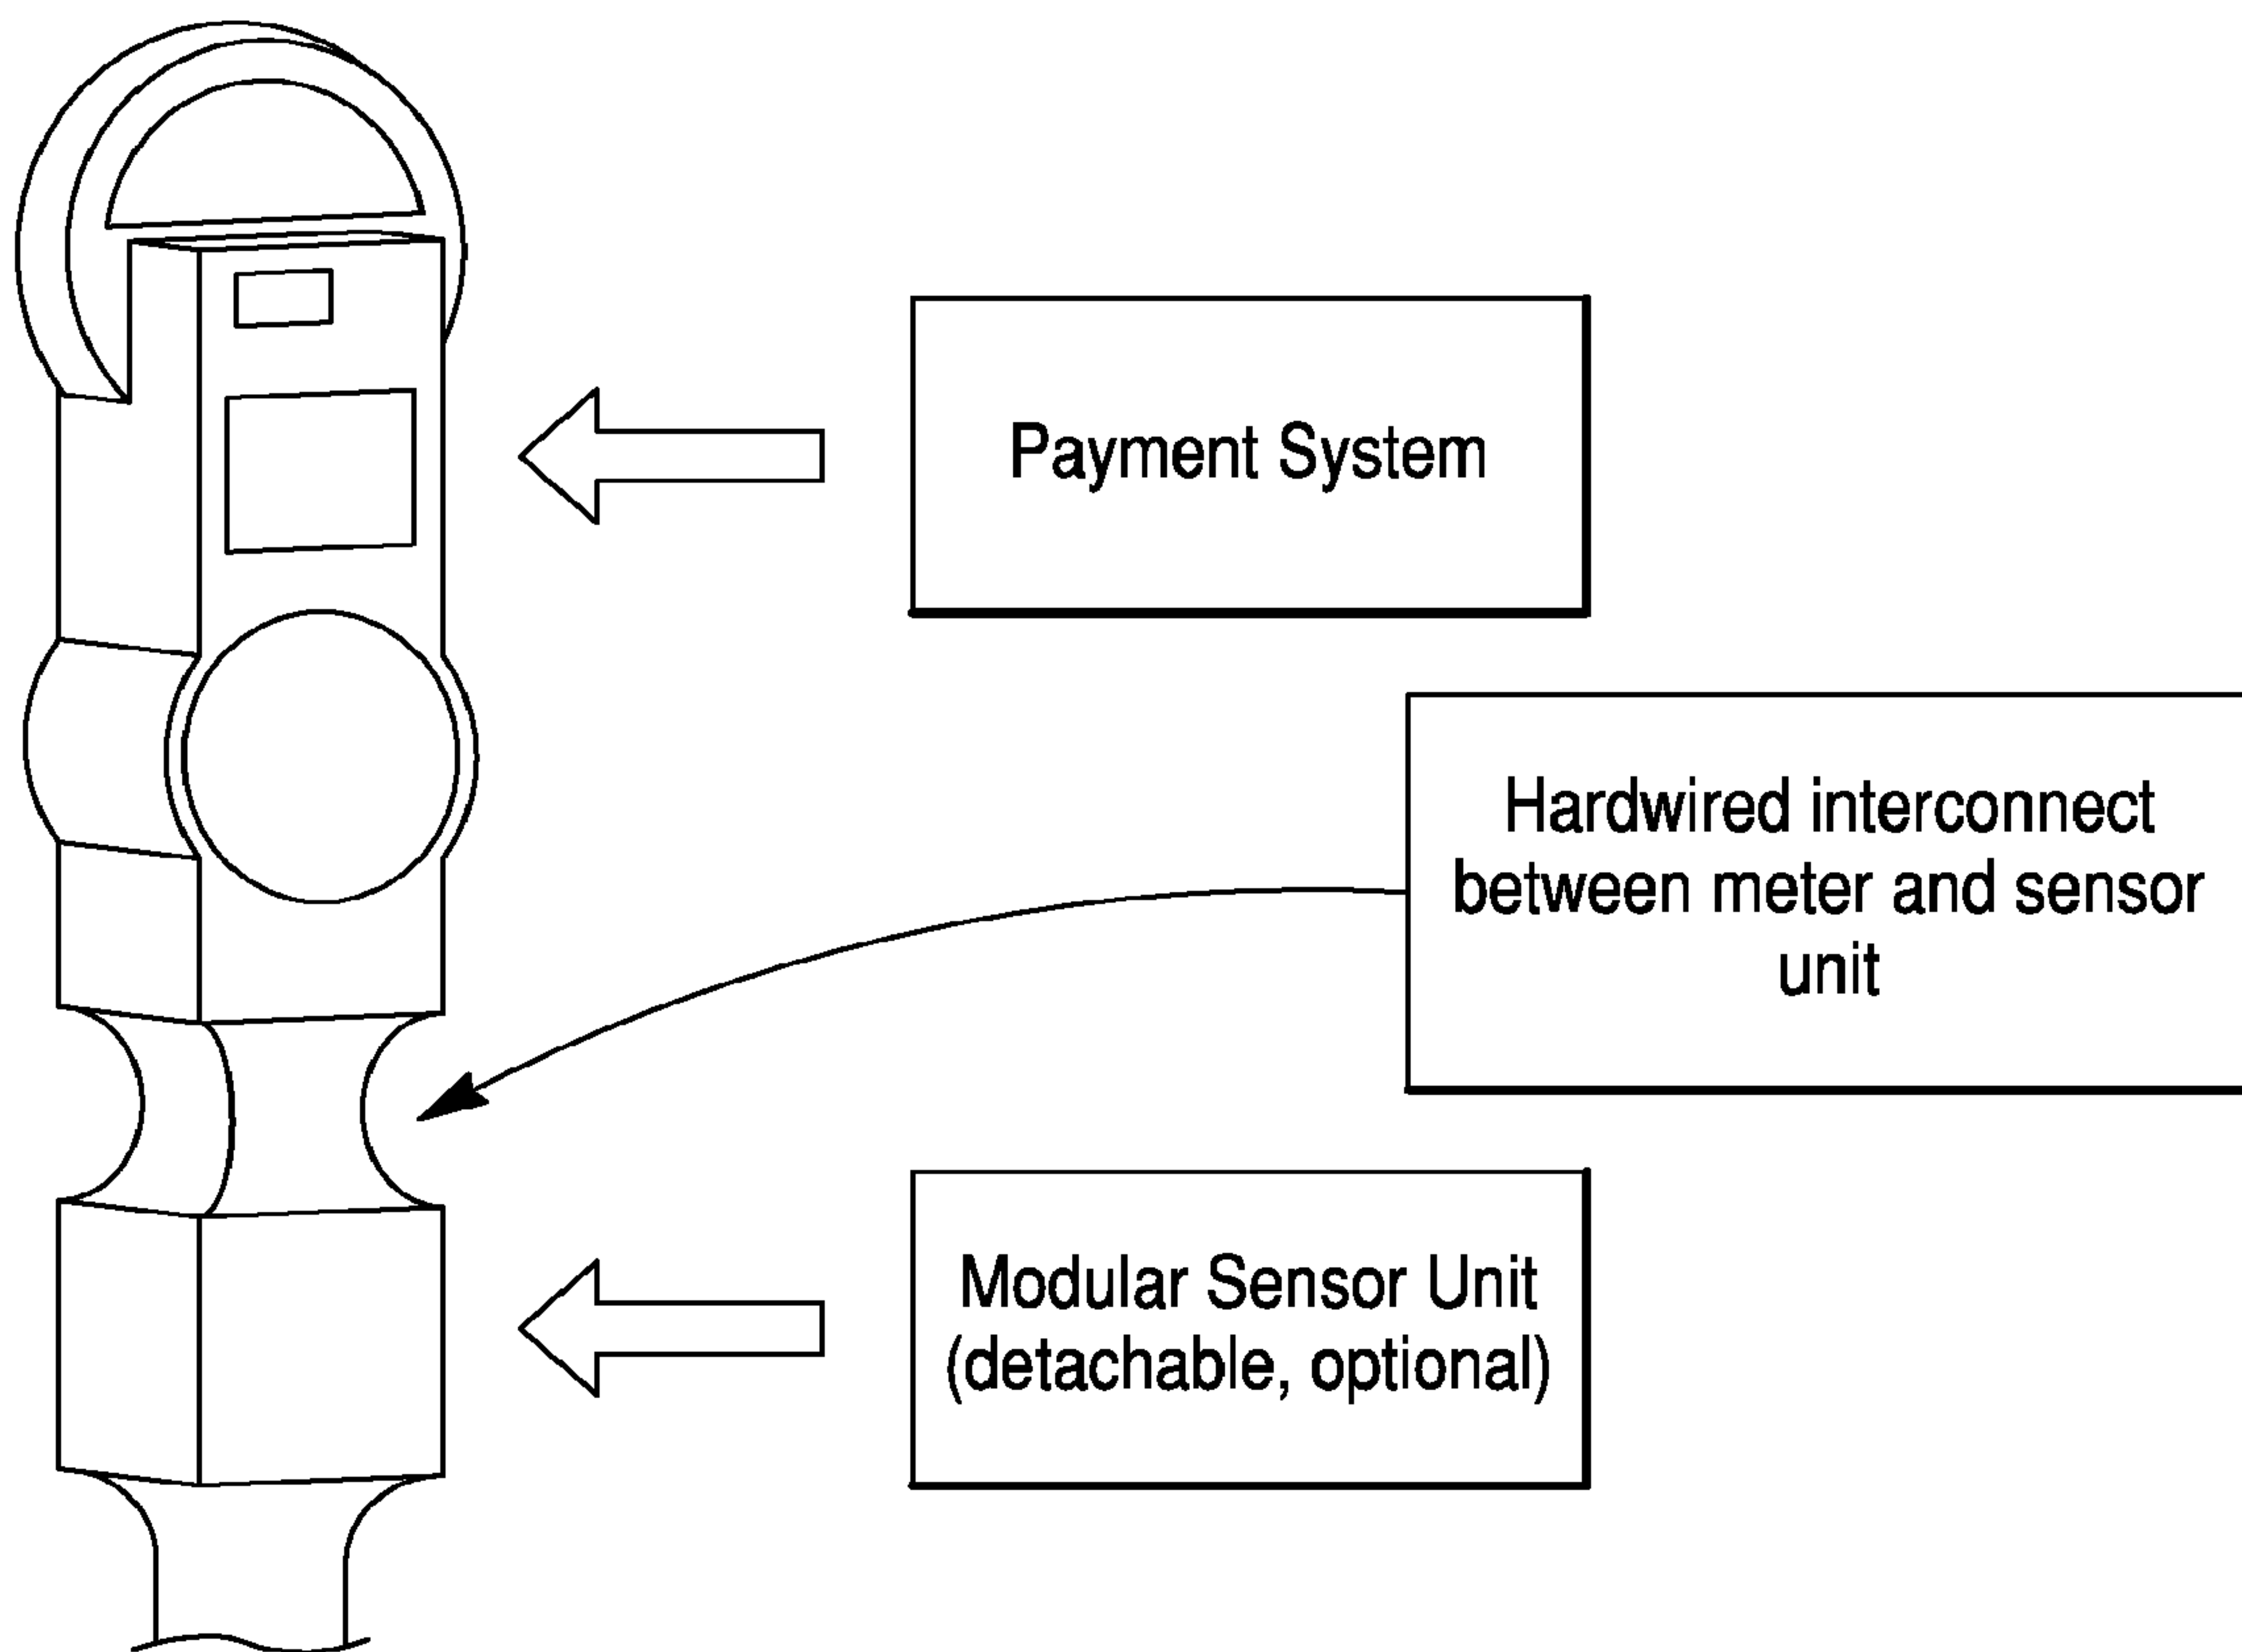 Payment System
Hardwired interconnect
between meter and sensor
unit
Modular Sensor Unit
(detachable, optional)